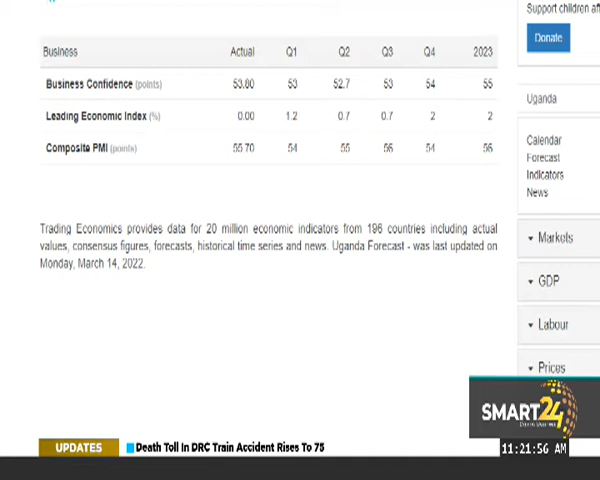 Support children af
Donate
Business Actual Q1 Q2 Q3 Q4 2023
Business Confidence (points) 53.80 53 52.7 53 54 55
Leading Economic Index (%) 0.00 1.2 0.7 0.7 2 2
Composite PMI (points) 55.70 54 55 56 54 56
Uganda
Calendar
Forecast
Indicators
News
Trading Economics provides data for 20 million economic indicators from 196 countries including actual
values, consensus figures, forecasts, historical time series and news. Uganda Forecast - was last updated on
Monday, March 14, 2022.
Markets
GDP
Labour
Prices
SMART24
UPDATES Death Toll In DRC Train Accident Rises To 75
11:21:56 AM